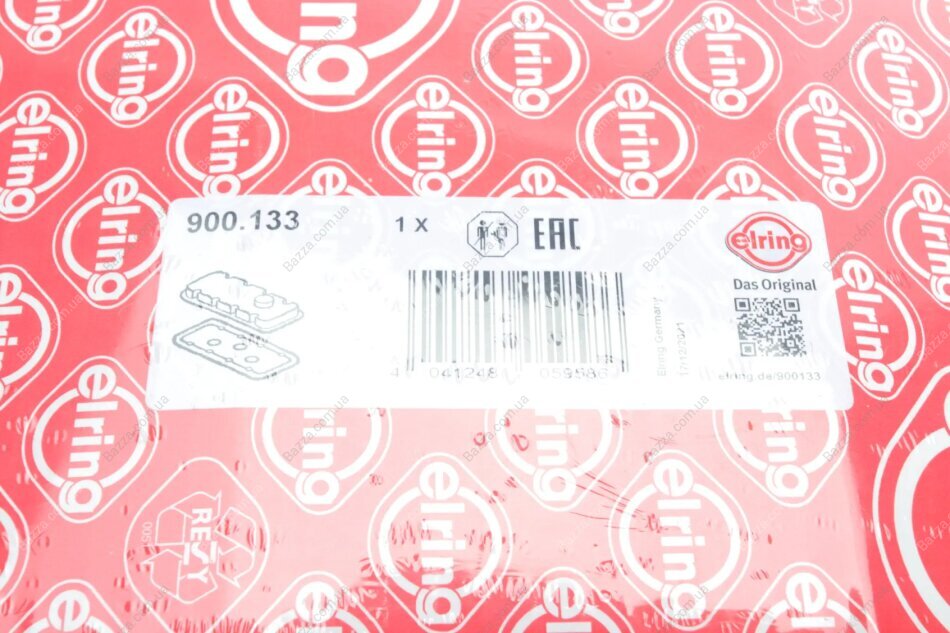 900.133
1 X
EAC
elring
Das Original
4 041248 059586
Elring Germany
elring.de/900133
RESY
elring
Bazza.com.ua